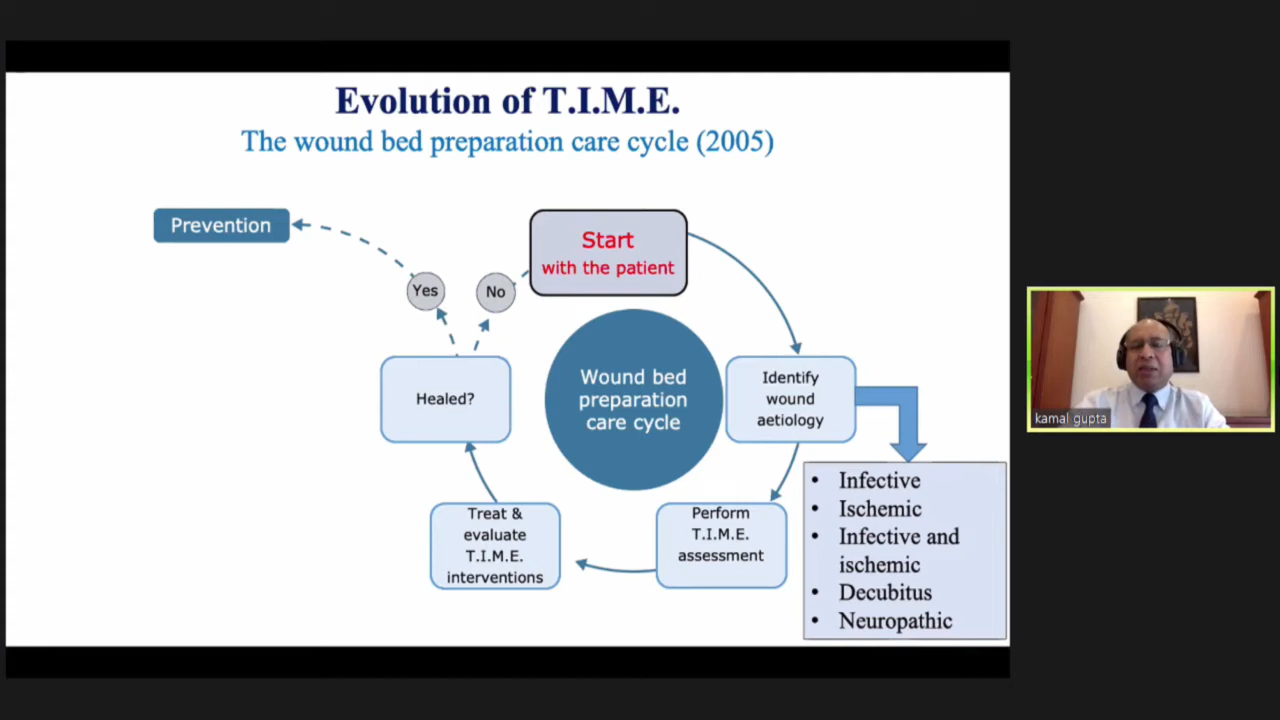 Evolution of T.I.M.E.
The wound bed preparation care cycle (2005)
Prevention
Start
with the patient
Yes
No
Healed?
Wound bed
preparation
care cycle
Identify
wound
aetiology
Treat &
evaluate
T.I.M.E.
interventions
Perform
T.I.M.E.
assessment
• Infective
• Ischemic
• Infective and
ischemic
• Decubitus
• Neuropathic
kamal gupta